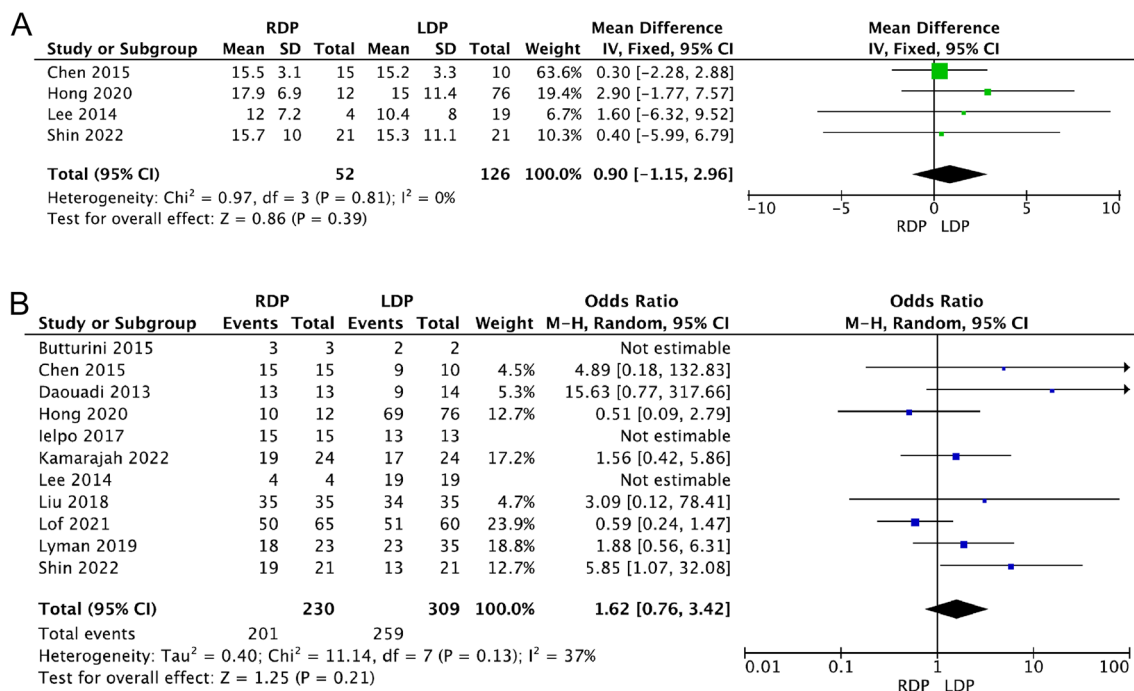 A
RDP LDP Mean Difference Mean Difference
Study or Subgroup Mean SD Total Mean SD Total Weight IV, Fixed, 95% CI IV, Fixed, 95% CI
Chen 2015 15.5 3.1 15 15.2 3.3 10 63.6% 0.30 [-2.28, 2.88]
Hong 2020 17.9 6.9 12 15 11.4 76 19.4% 2.90 [-1.77, 7.57]
Lee 2014 12 7.2 4 10.4 8 19 6.7% 1.60 [-6.32, 9.52]
Shin 2022 15.7 10 21 15.3 11.1 21 10.3% 0.40 [-5.99, 6.79]
Total (95% CI) 52 126 100.0% 0.90 [-1.15, 2.96]
Heterogeneity: Chi² = 0.97, df = 3 (P = 0.81); I² = 0%
Test for overall effect: Z = 0.86 (P = 0.39)
-10 -5 0 5 10
RDP LDP
B
RDP LDP Odds Ratio Odds Ratio
Study or Subgroup Events Total Events Total Weight M-H, Random, 95% CI M-H, Random, 95% CI
Butturini 2015 3 3 2 2 Not estimable
Chen 2015 15 15 9 10 4.5% 4.89 [0.18, 132.83]
Daouadi 2013 13 13 9 14 5.3% 15.63 [0.77, 317.66]
Hong 2020 10 12 69 76 12.7% 0.51 [0.09, 2.79]
Ielpo 2017 15 15 13 13 Not estimable
Kamarajah 2022 19 24 17 24 17.2% 1.56 [0.42, 5.86]
Lee 2014 4 4 19 19 Not estimable
Liu 2018 35 35 34 35 4.7% 3.09 [0.12, 78.41]
Lof 2021 50 65 51 60 23.9% 0.59 [0.24, 1.47]
Lyman 2019 18 23 23 35 18.8% 1.88 [0.56, 6.31]
Shin 2022 19 21 13 21 12.7% 5.85 [1.07, 32.08]
Total (95% CI) 230 309 100.0% 1.62 [0.76, 3.42]
Total events 201 259
Heterogeneity: Tau² = 0.40; Chi² = 11.14, df = 7 (P = 0.13); I² = 37%
Test for overall effect: Z = 1.25 (P = 0.21)
0.01 0.1 1 10 100
RDP LDP